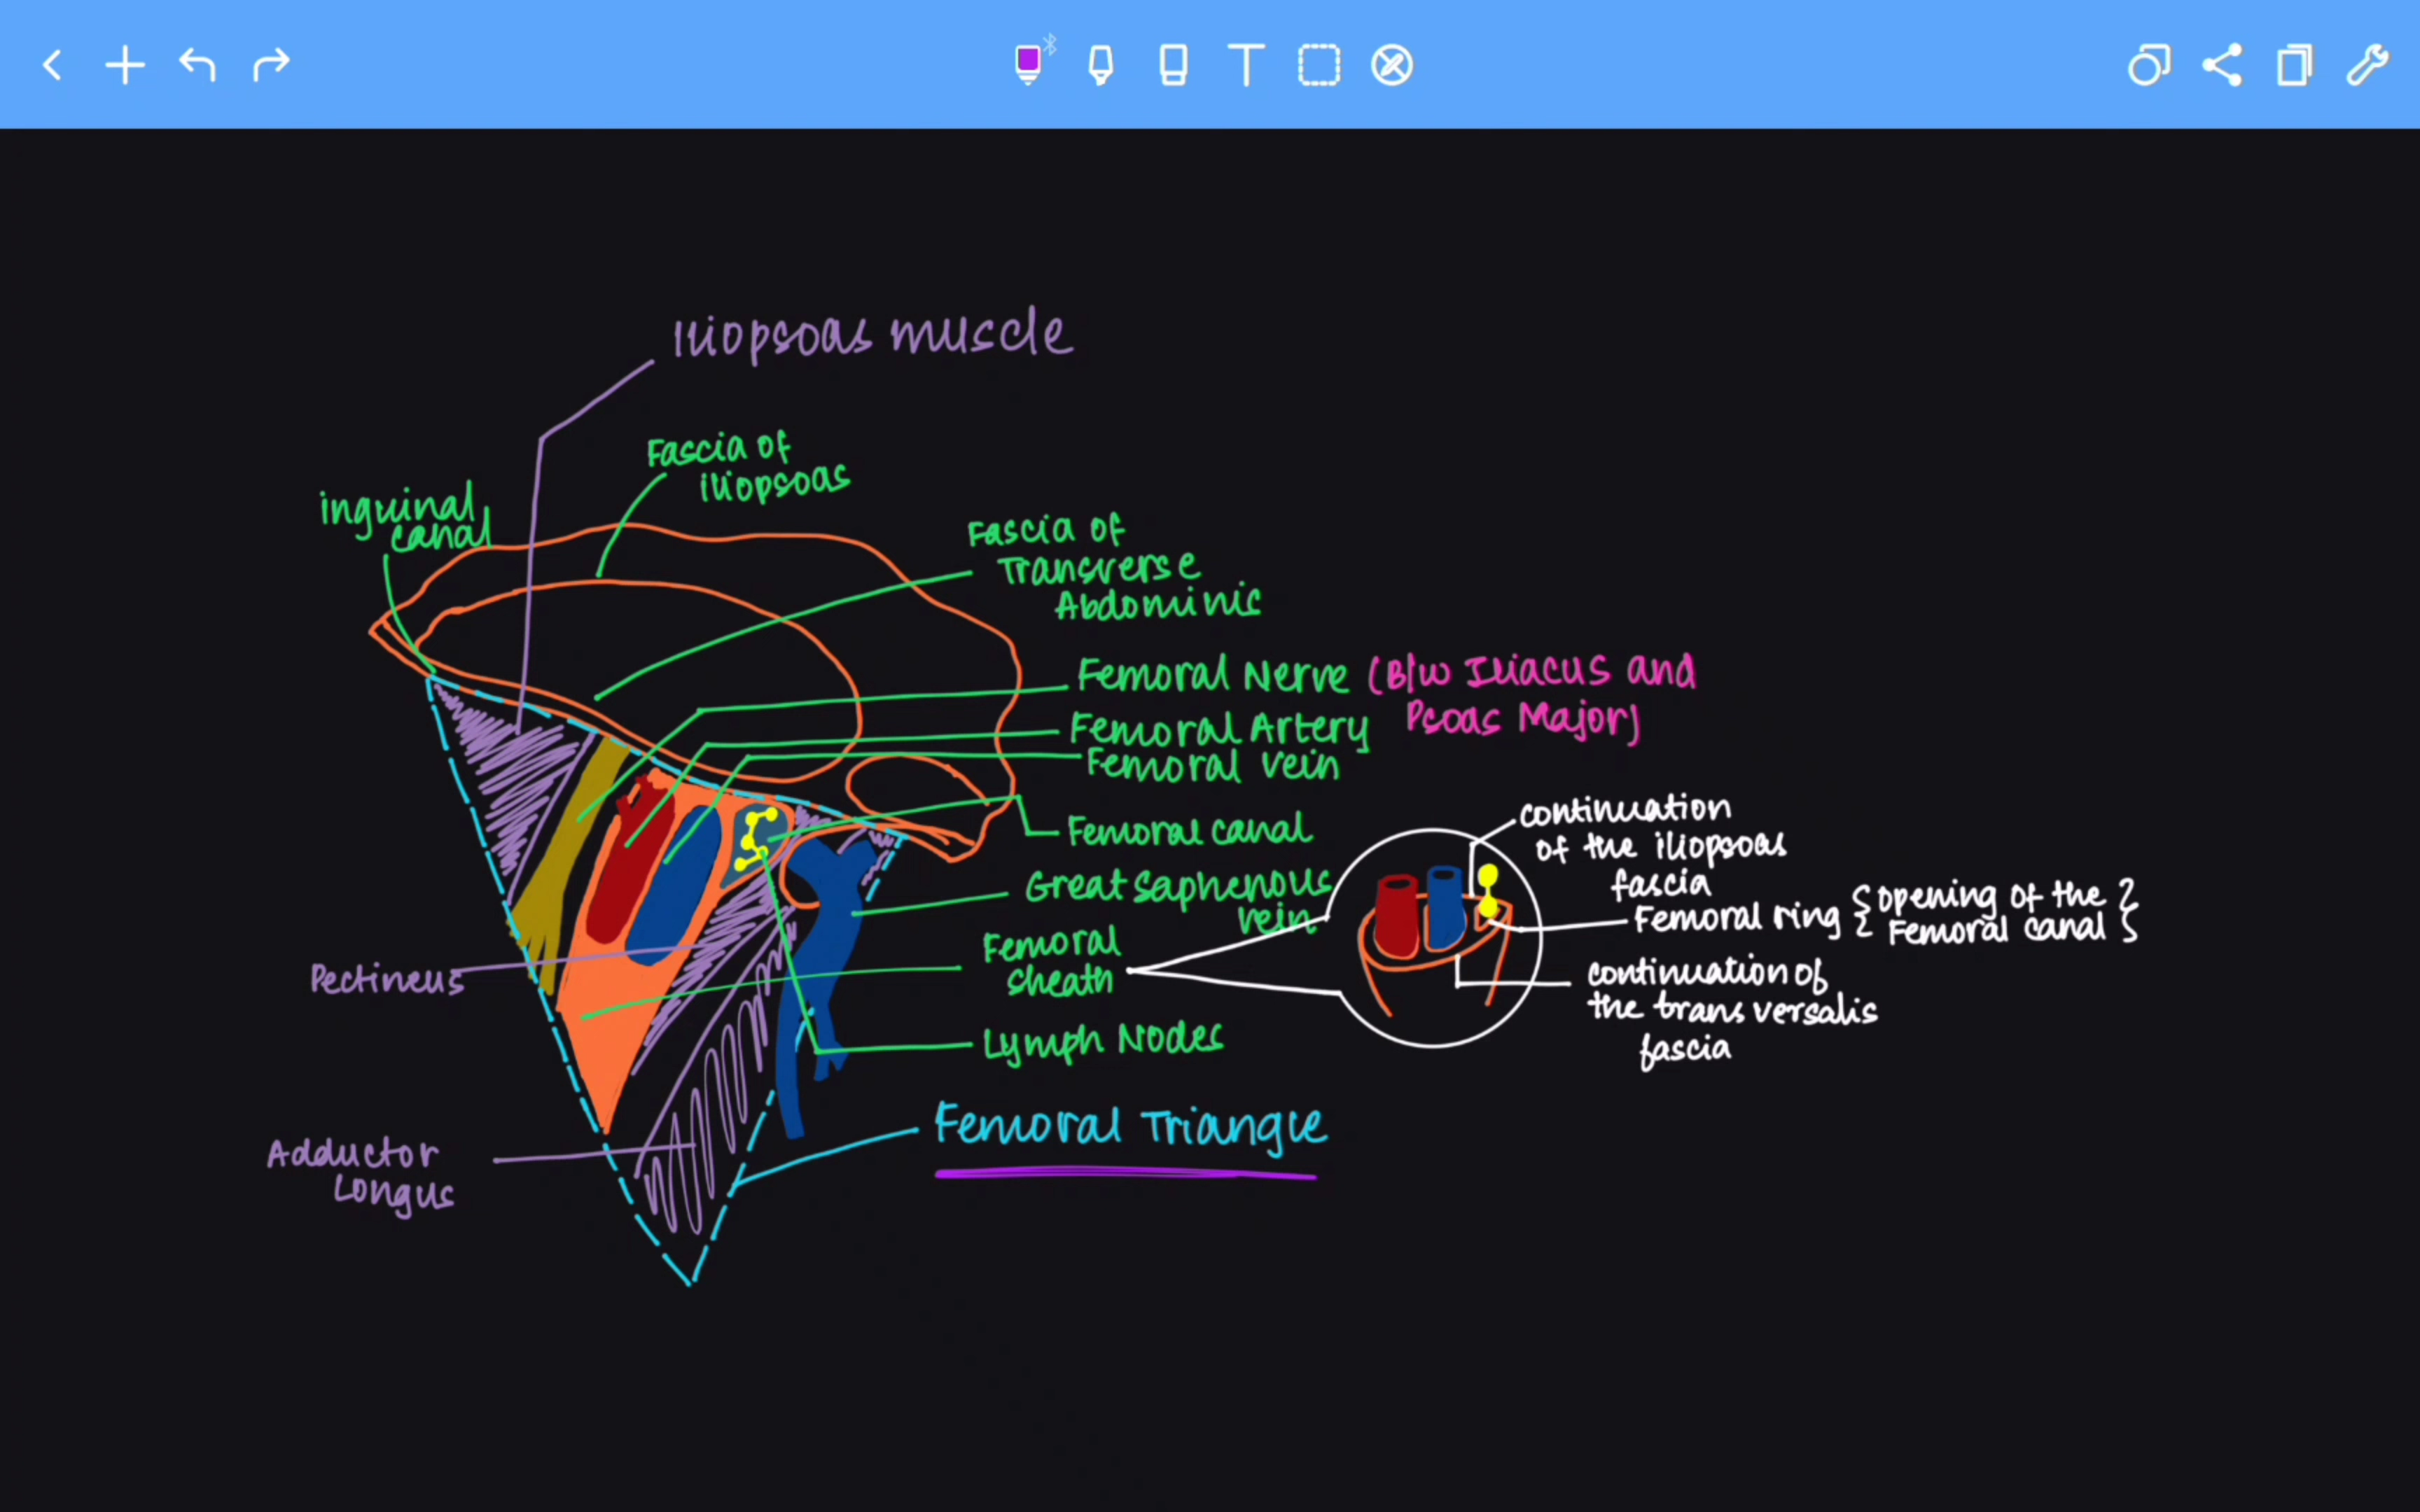 Iliopsoas muscle
Fascia of
iliopsoas
inguinal
canal
Fascia of
Transverse
Abdominic
Femoral Nerve (B/w Iliacus and
Psoas Major)
Femoral Artery
Femoral vein
Femoral canal
Great saphenous
vein
Femoral
sheath
Lymph Nodes
Femoral Triangle
Pectineus
Adductor
Longus
continuation
of the iliopsoas
fascia
Femoral ring { opening of the }
{ Femoral canal }
continuation of
the trans versalis
fascia